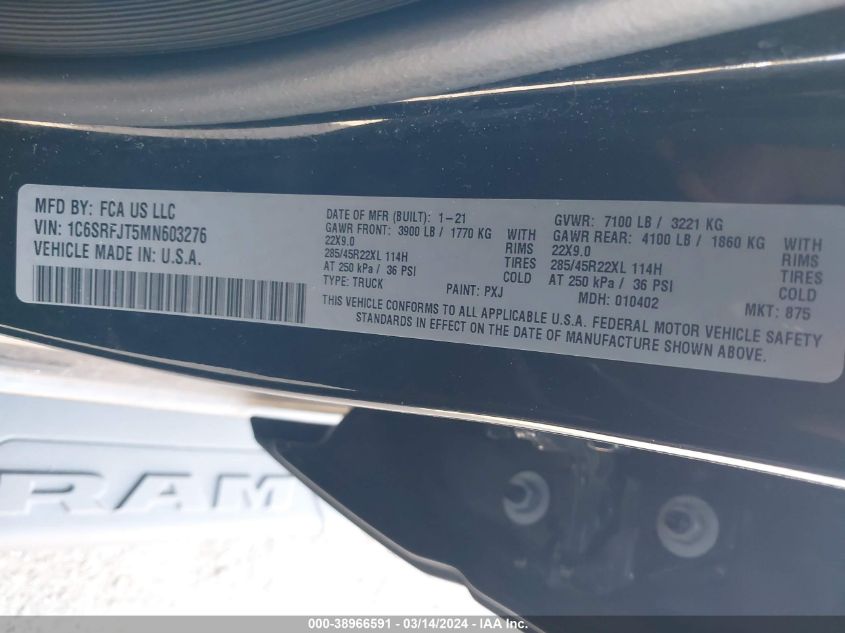 MFD BY: FCA US LLC
VIN: 1C6SRFJT5MN603276
VEHICLE MADE IN: U.S.A.
DATE OF MFR (BUILT): 1-21
GAWR FRONT: 3900 LB / 1770 KG
22X9.0 RIMS
285/45R22XL 114H TIRES
AT 250 kPa / 36 PSI COLD
TYPE: TRUCK PAINT: PXJ
GVWR: 7100 LB / 3221 KG
GAWR REAR: 4100 LB / 1860 KG
22X9.0 RIMS
285/45R22XL 114H TIRES
AT 250 kPa / 36 PSI COLD
MDH: 010402 MKT: 875
THIS VEHICLE CONFORMS TO ALL APPLICABLE U.S.A. FEDERAL MOTOR VEHICLE SAFETY
STANDARDS IN EFFECT ON THE DATE OF MANUFACTURE SHOWN ABOVE.
RAM
000-38966591 - 03/14/2024 - IAAI.COM